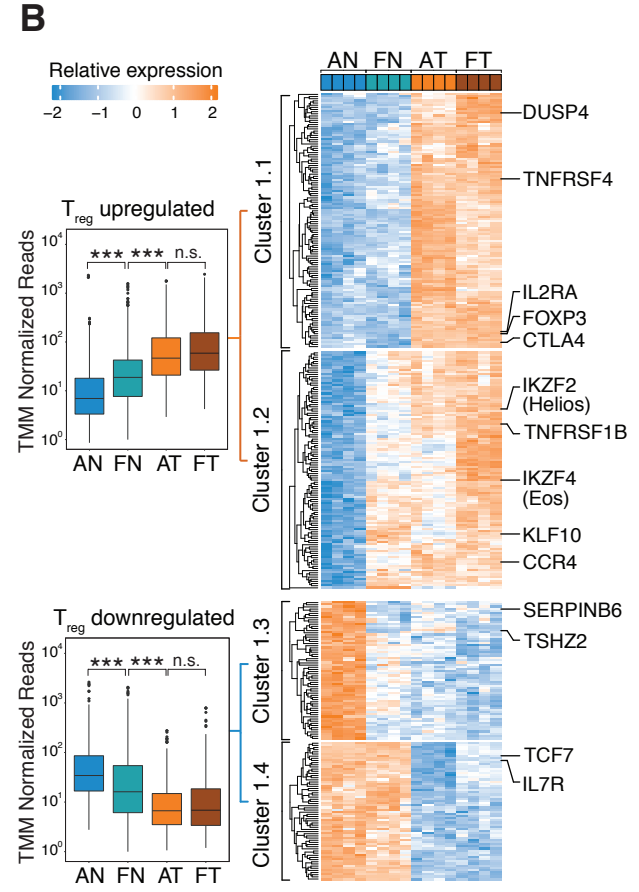 B
Relative expression
−2 −1 0 1 2
AN FN AT FT
Cluster 1.1
DUSP4
TNFRSF4
IL2RA
FOXP3
CTLA4
Treg upregulated
TMM Normalized Reads
10⁴
10³
10²
10¹
10⁰
*** *** n.s.
AN FN AT FT
Cluster 1.2
IKZF2
(Helios)
TNFRSF1B
IKZF4
(Eos)
KLF10
CCR4
Treg downregulated
TMM Normalized Reads
10⁴
10³
10²
10¹
10⁰
*** *** n.s.
AN FN AT FT
Cluster 1.3
SERPINB6
TSHZ2
Cluster 1.4
TCF7
IL7R